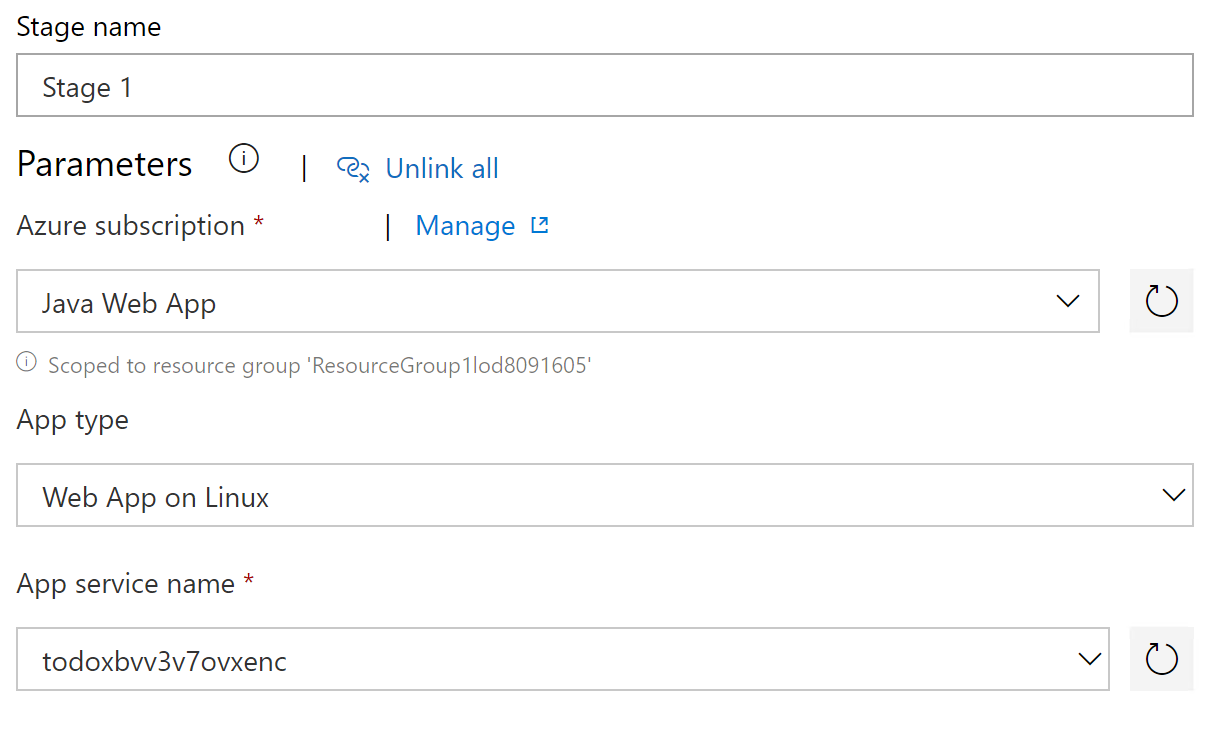 Stage name
Stage 1
Parameters | Unlink all
Azure subscription * | Manage
Java Web App
Scoped to resource group 'ResourceGroup1lod8091605'
App type
Web App on Linux
App service name *
todoxbvv3v7ovxenc